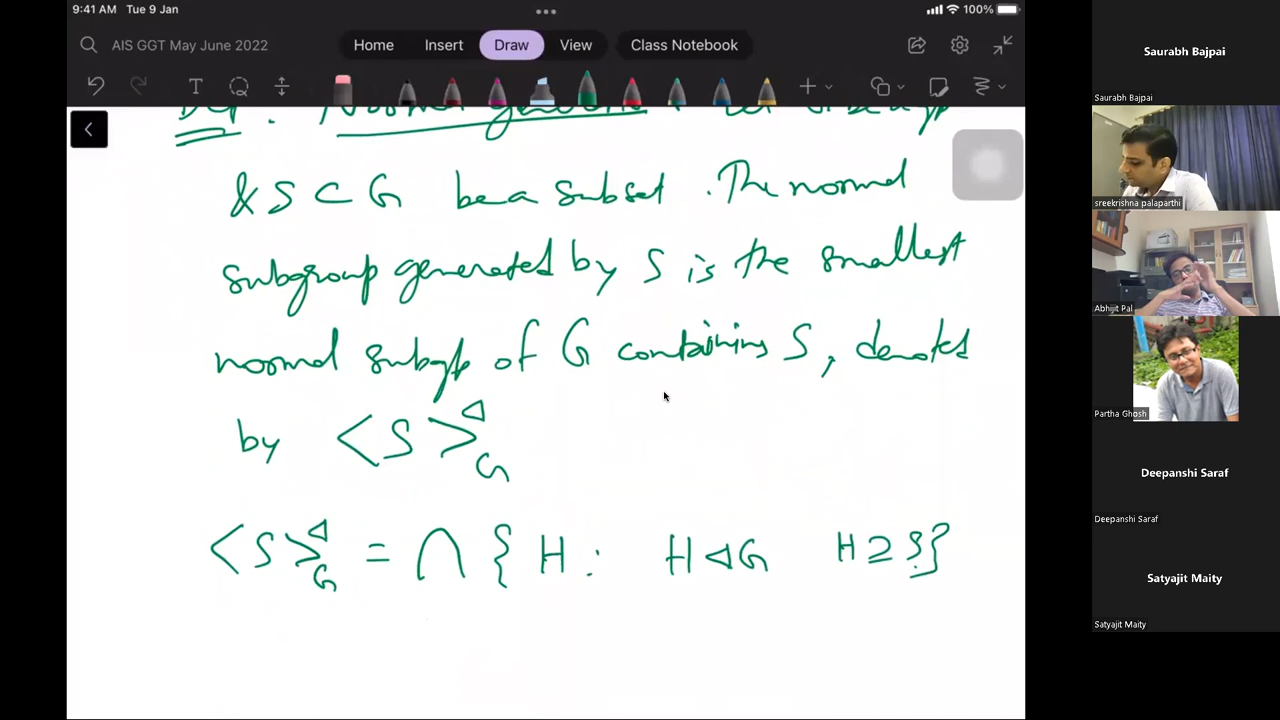 9:41 AM Tue 9 Jan
100%
AIS GGT May June 2022
Home Insert Draw View Class Notebook
& S ⊂ G be a subset. The normal
subgroup generated by S is the smallest
normal subgp of G containing S, denoted
by <S>^◁_G
<S>^◁_G = ∩ { H : H ◁ G H ⊇ S }
Saurabh Bajpai
Saurabh Bajpai
sreekrishna palaparthi
Abhijit Pal
Partha Ghosh
Deepanshi Saraf
Deepanshi Saraf
Satyajit Maity
Satyajit Maity